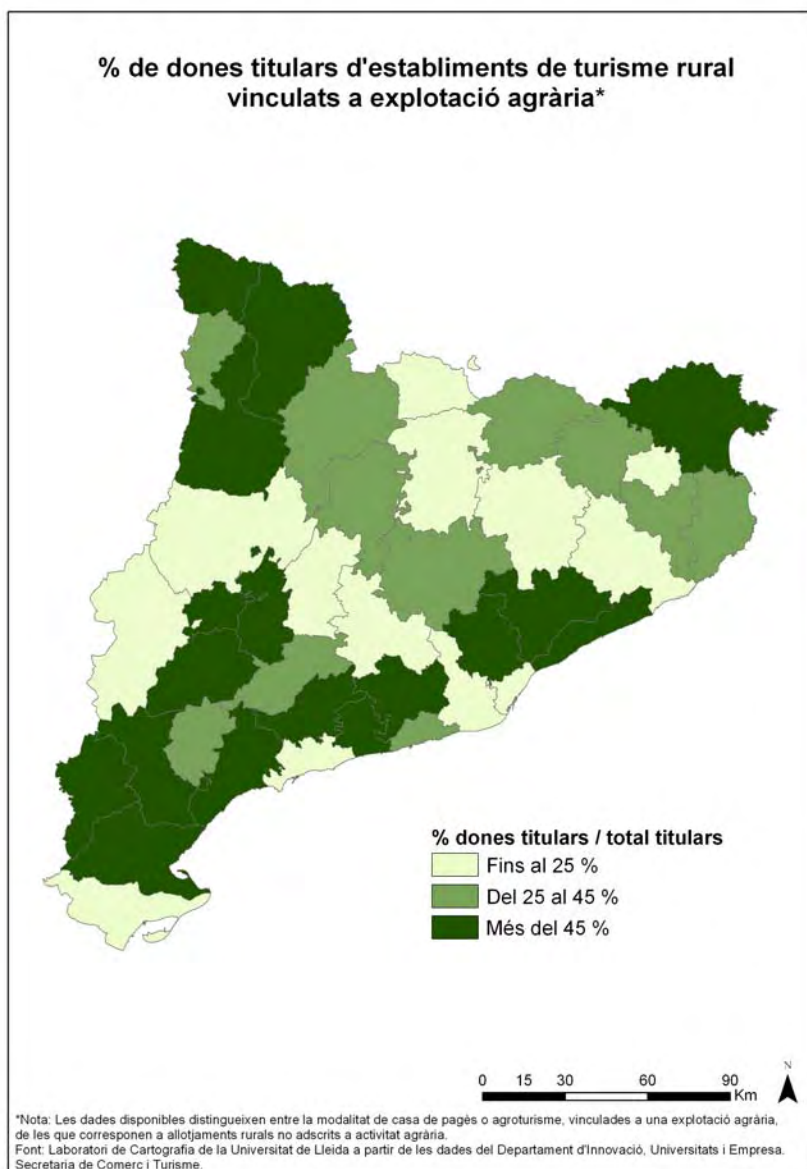 % de dones titulars d'establiments de turisme rural
vinculats a explotació agrària*
% dones titulars / total titulars
Fins al 25 %
Del 25 al 45 %
Més del 45 %
N
0 15 30 60 90
Km
*Nota: Les dades disponibles distingueixen entre la modalitat de casa de pagès o agroturisme, vinculades a una explotació agrària,
de les que corresponen a allotjaments rurals no adscrits a activitat agrària.
Font: Laboratori de Cartografia de la Universitat de Lleida a partir de les dades del Departament d'Innovació, Universitats i Empresa.
Secretaria de Comerç i Turisme.